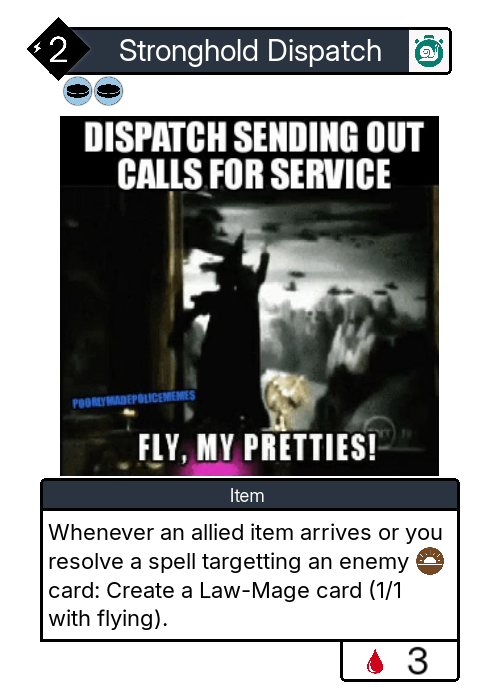 2 Stronghold Dispatch
DISPATCH SENDING OUT
CALLS FOR SERVICE
POORLYMADEPOLICEMEMES
FLY, MY PRETTIES!
Item
Whenever an allied item arrives or you
resolve a spell targetting an enemy
card: Create a Law-Mage card (1/1
with flying).
3